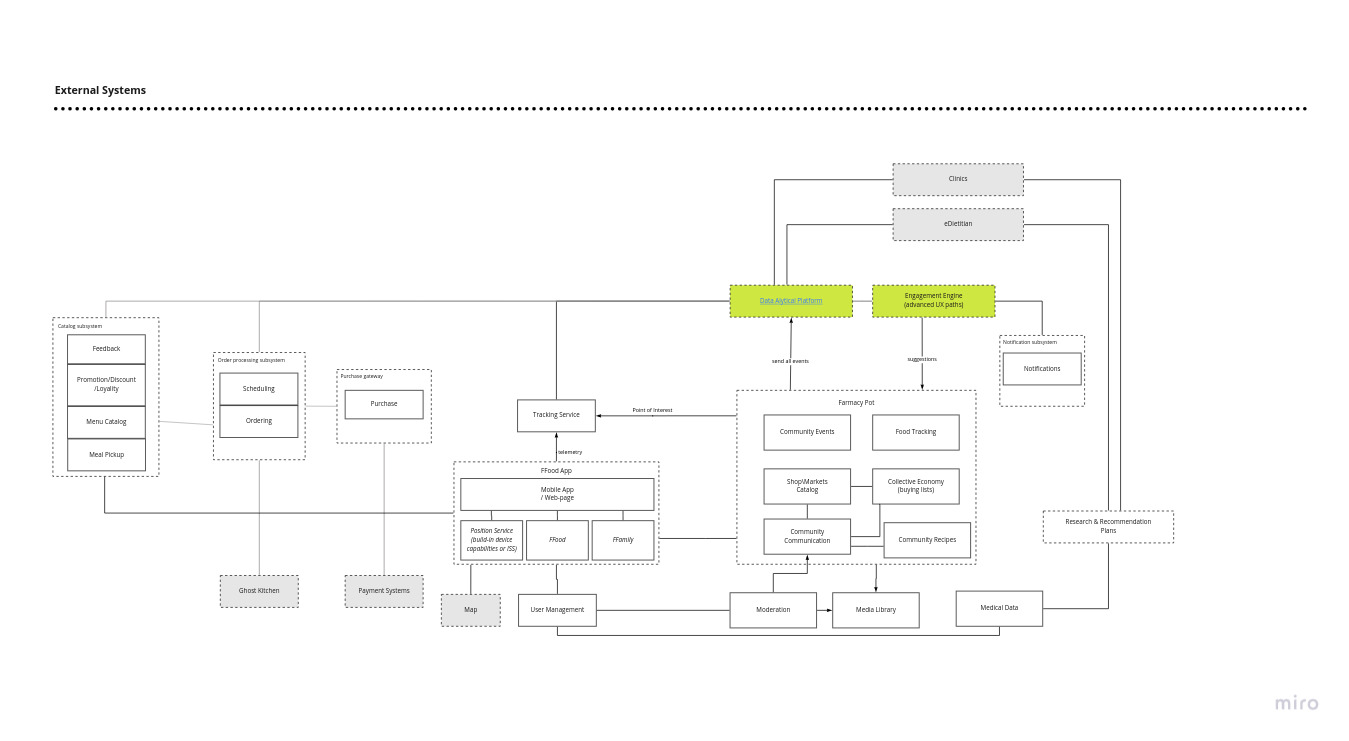 External Systems
Clinics
eDietitian
Data Alytical Platform
Engagement Engine
(advanced UX paths)
Catalog subsystem
Feedback
Promotion/Discount
/Loyality
Menu Catalog
Meal Pickup
Order processing subsystem
Scheduling
Ordering
Purchase gateway
Purchase
Notification subsystem
Notifications
send all events
suggestions
Tracking Service
Point of Interest
telemetry
FFood App
Mobile App
/ Web-page
Position Service
(build-in device
capabilities or ISS)
FFood
FFamily
Farmacy Pot
Community Events
Food Tracking
Shop\Markets
Catalog
Collective Economy
(buying lists)
Community
Communication
Community Recipes
Research & Recommendation
Plans
Ghost Kitchen
Payment Systems
Map
User Management
Moderation
Media Library
Medical Data
miro